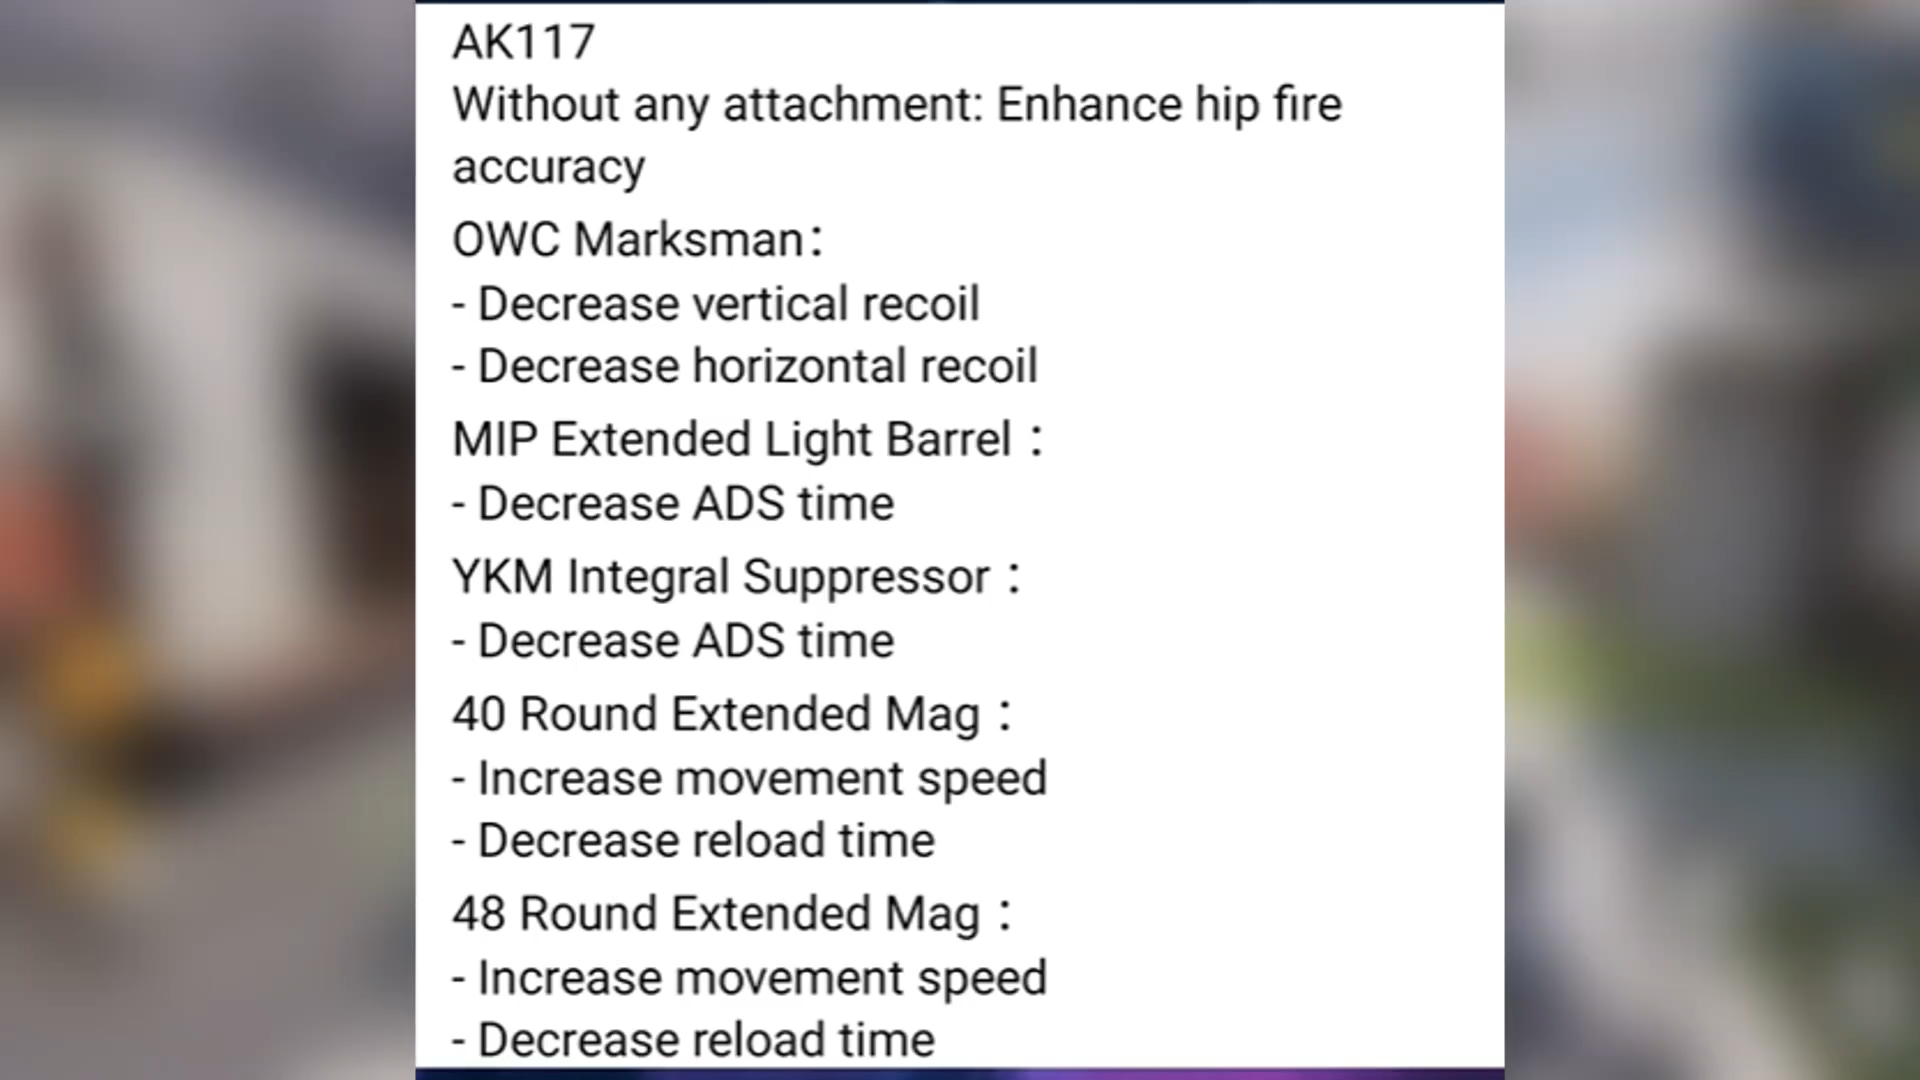 AK117
Without any attachment: Enhance hip fire
accuracy
OWC Marksman：
- Decrease vertical recoil
- Decrease horizontal recoil
MIP Extended Light Barrel：
- Decrease ADS time
YKM Integral Suppressor：
- Decrease ADS time
40 Round Extended Mag：
- Increase movement speed
- Decrease reload time
48 Round Extended Mag：
- Increase movement speed
- Decrease reload time